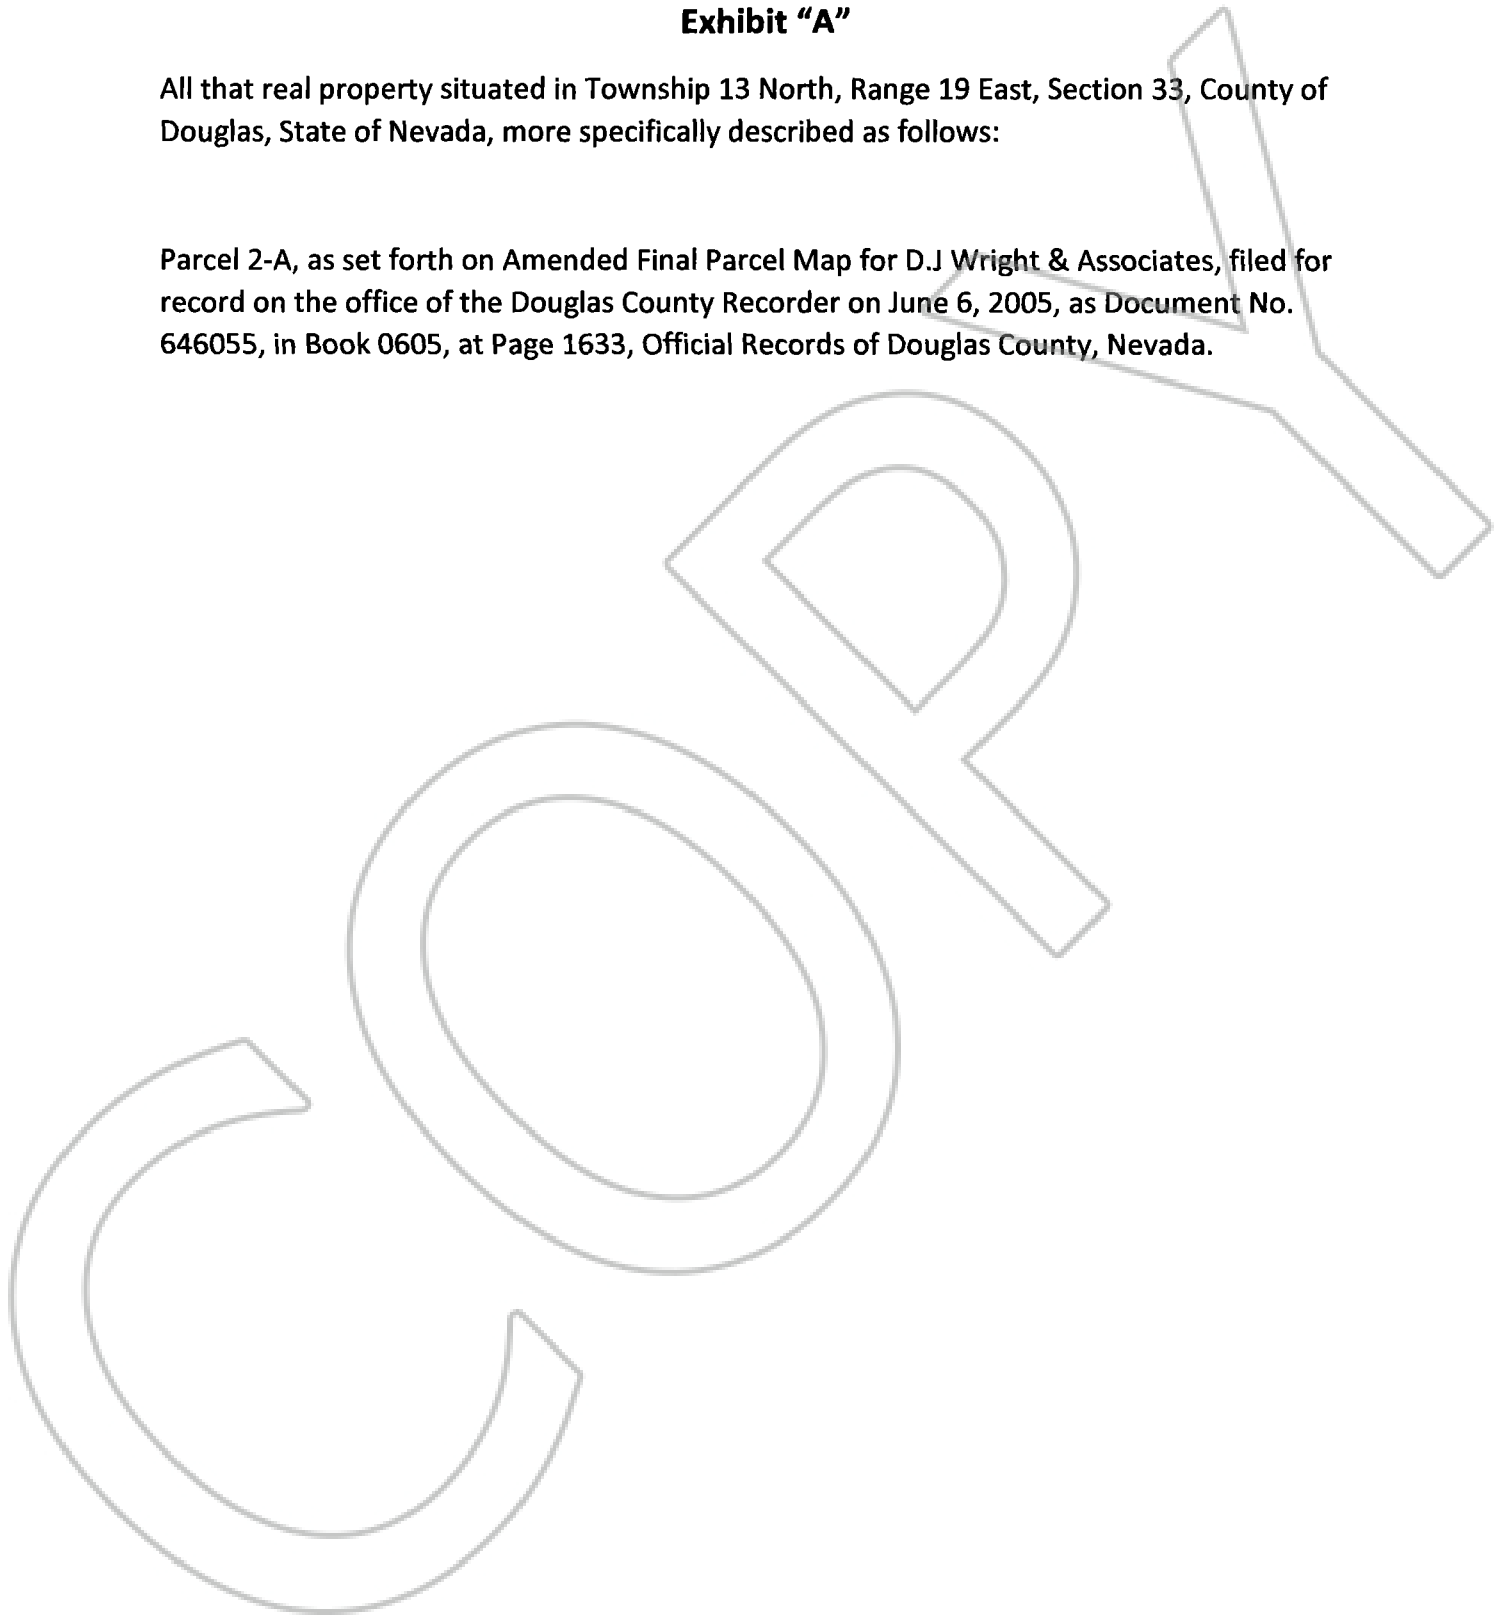 Exhibit “A”
All that real property situated in Township 13 North, Range 19 East, Section 33, County of
Douglas, State of Nevada, more specifically described as follows:
Parcel 2-A, as set forth on Amended Final Parcel Map for D.J Wright & Associates, filed for
record on the office of the Douglas County Recorder on June 6, 2005, as Document No.
646055, in Book 0605, at Page 1633, Official Records of Douglas County, Nevada.
COPY